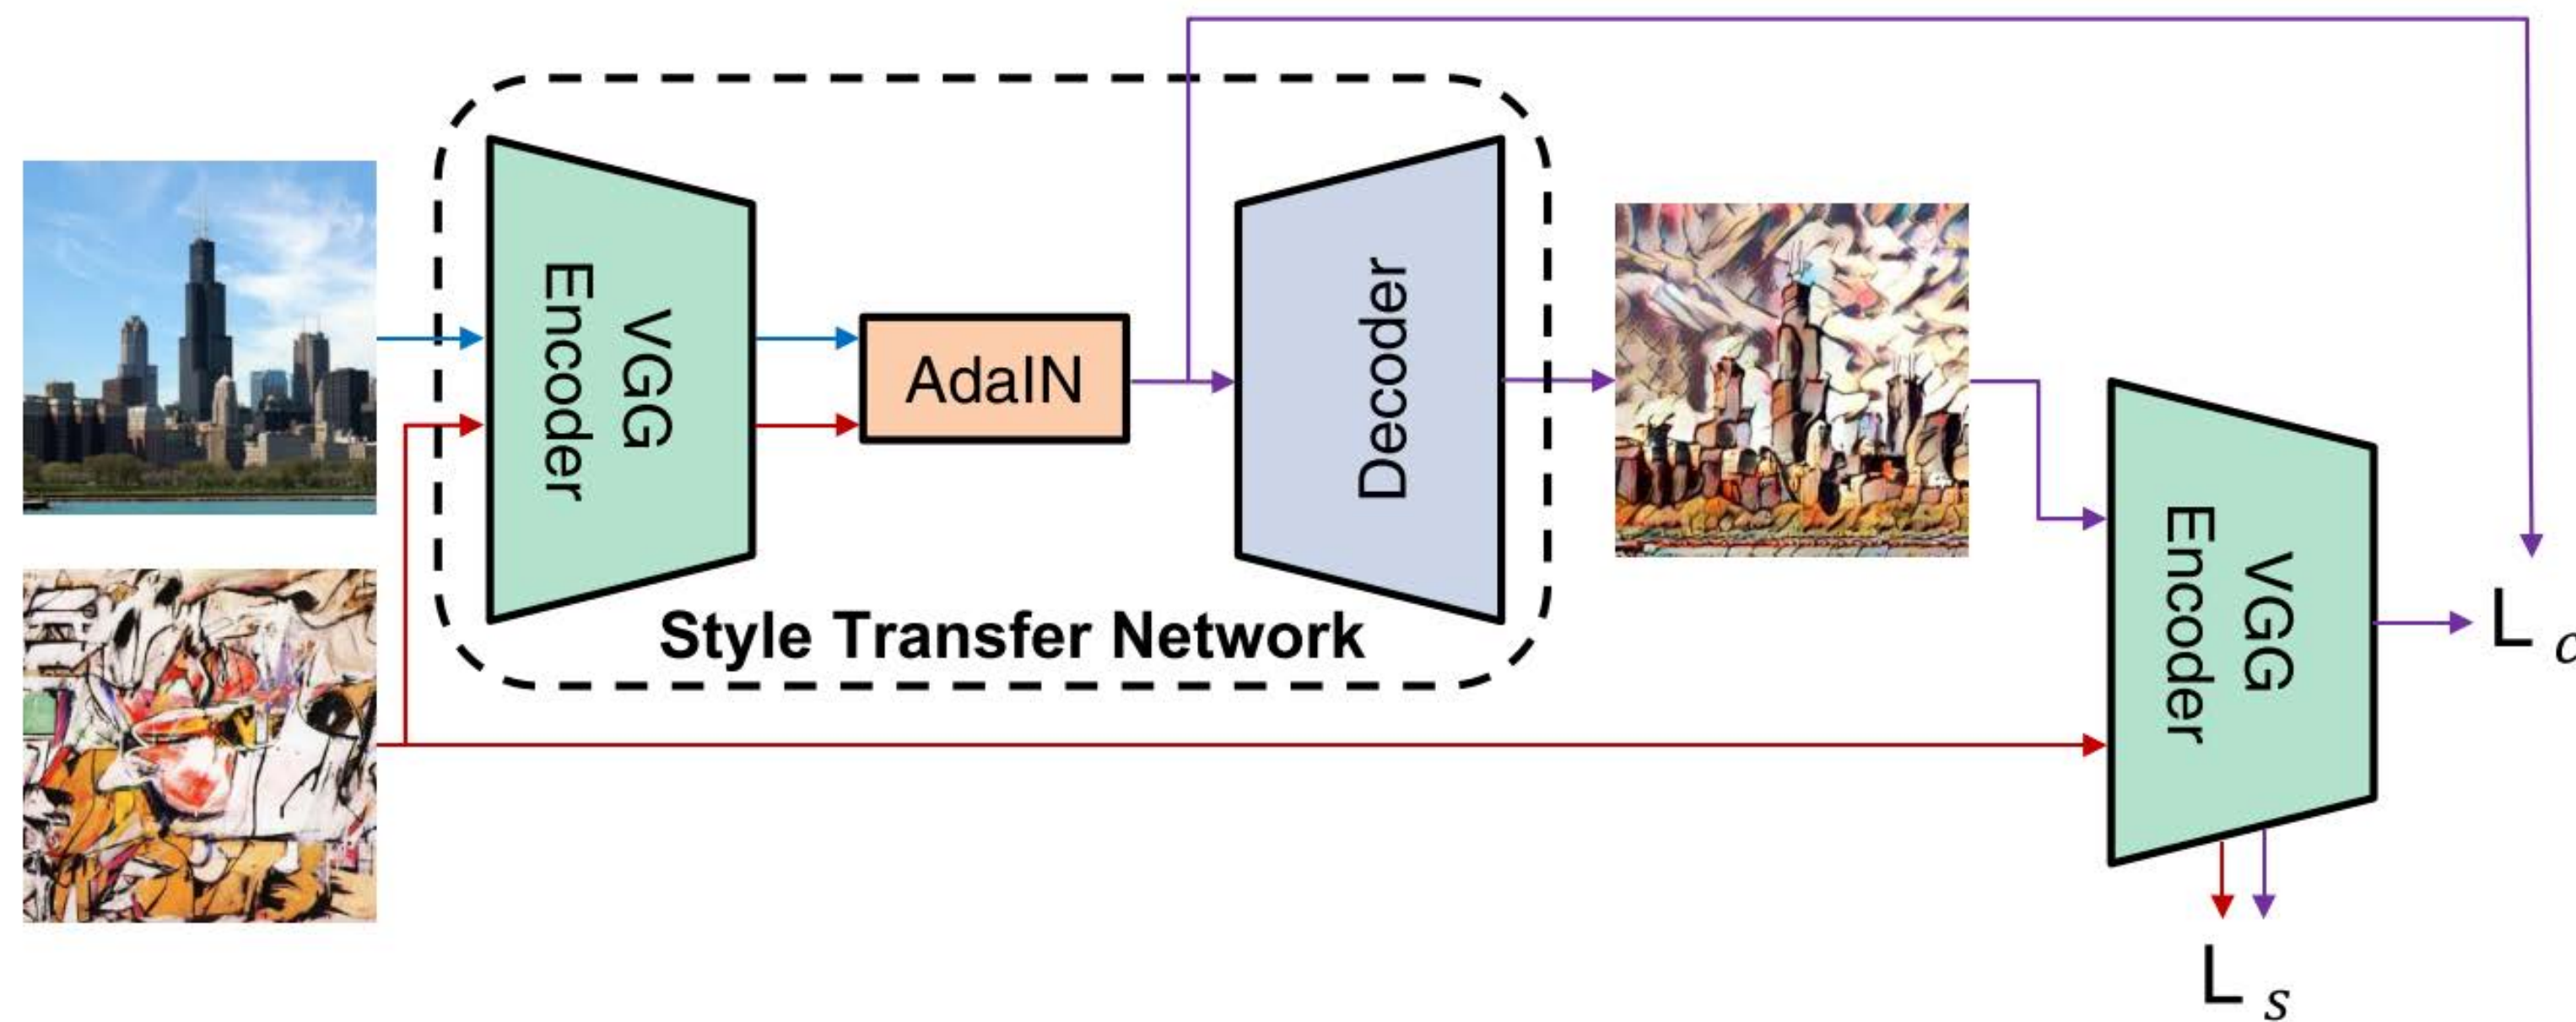 VGG
Encoder
AdaIN
Decoder
Style Transfer Network
VGG
Encoder
L c
L s